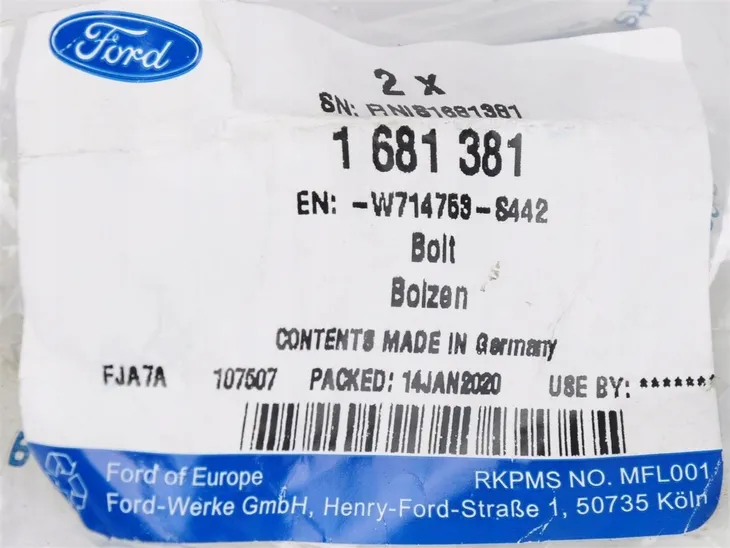 Ford
2 x
SN: RNIS1681381
1 681 381
EN: -W714753-S442
Bolt
Bolzen
CONTENTS MADE IN Germany
FJA7A 107507 PACKED: 14JAN2020 USE BY: *******
Ford of Europe RKPMS NO. MFL001
Ford-Werke GmbH, Henry-Ford-Straße 1, 50735 Köln